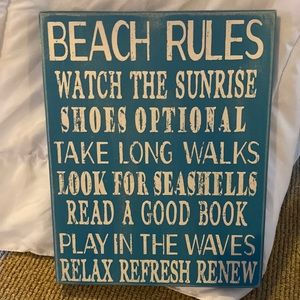 BEACH RULES
WATCH THE SUNRISE
SHOES OPTIONAL
TAKE LONG WALKS
LOOK FOR SEASHELLS
READ A GOOD BOOK
PLAY IN THE WAVES
RELAX REFRESH RENEW